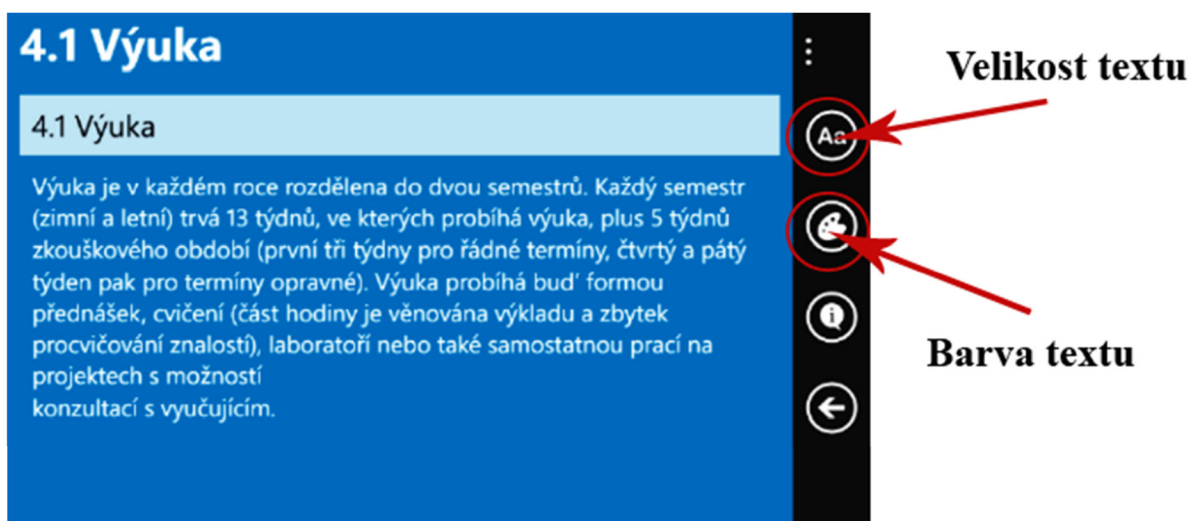 4.1 Výuka
4.1 Výuka
Výuka je v každém roce rozdělena do dvou semestrů. Každý semestr
(zimní a letní) trvá 13 týdnů, ve kterých probíhá výuka, plus 5 týdnů
zkouškového období (první tři týdny pro řádné termíny, čtvrtý a pátý
týden pak pro termíny opravné). Výuka probíhá buď formou
přednášek, cvičení (část hodiny je věnována výkladu a zbytek
procvičování znalostí), laboratoří nebo také samostatnou prací na
projektech s možností
konzultací s vyučujícím.
Velikost textu
Aa
Barva textu